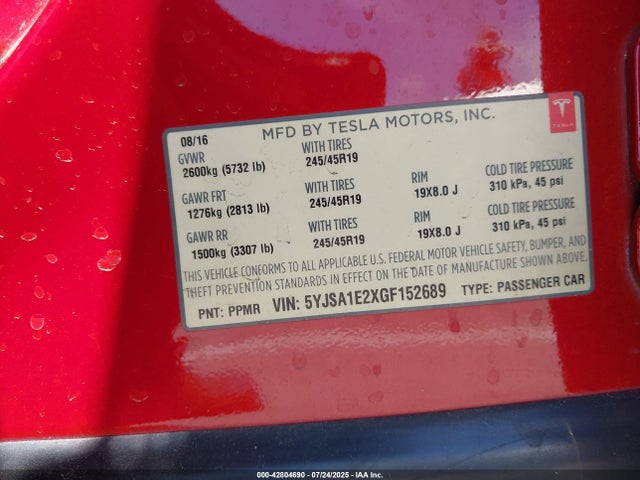 MFD BY TESLA MOTORS, INC.
TESLA
08/16
GVWR WITH TIRES
2600kg (5732 lb) 245/45R19
GAWR FRT WITH TIRES RIM COLD TIRE PRESSURE
1276kg (2813 lb) 245/45R19 19X8.0 J 310 kPa, 45 psi
GAWR RR WITH TIRES RIM COLD TIRE PRESSURE
1500kg (3307 lb) 245/45R19 19X8.0 J 310 kPa, 45 psi
THIS VEHICLE CONFORMS TO ALL APPLICABLE U.S. FEDERAL MOTOR VEHICLE SAFETY, BUMPER, AND
THEFT PREVENTION STANDARDS IN EFFECT ON THE DATE OF MANUFACTURE SHOWN ABOVE.
PNT: PPMR VIN: 5YJSA1E2XGF152689 TYPE: PASSENGER CAR
000-42804690 - 07/24/2025 - IAA Inc.